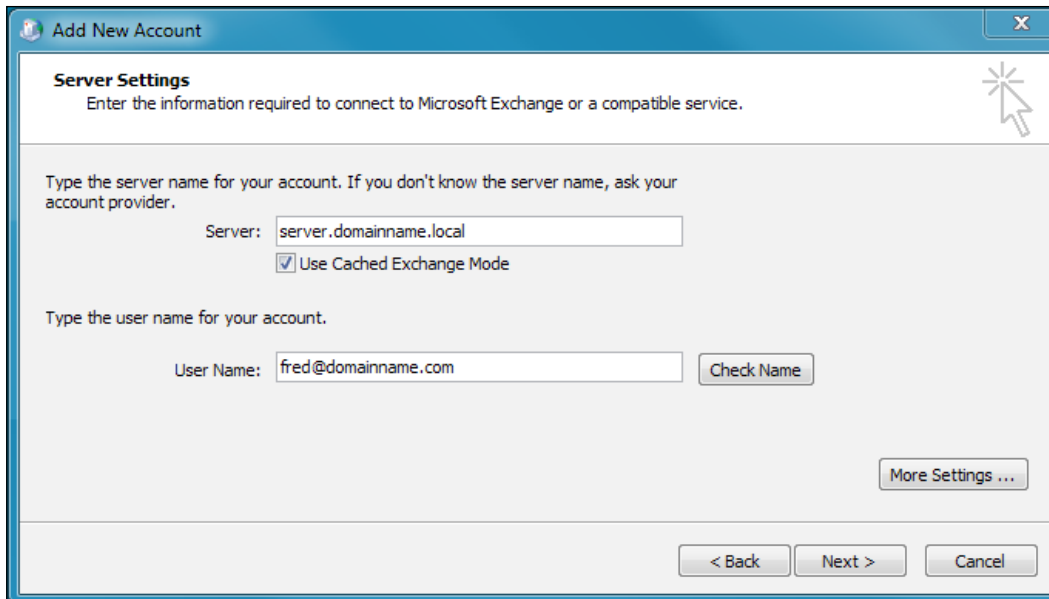 Add New Account
X
Server Settings
Enter the information required to connect to Microsoft Exchange or a compatible service.
Type the server name for your account. If you don't know the server name, ask your
account provider.
Server: server.domainname.local
Use Cached Exchange Mode
Type the user name for your account.
User Name: fred@domainname.com Check Name
More Settings ...
< Back Next > Cancel